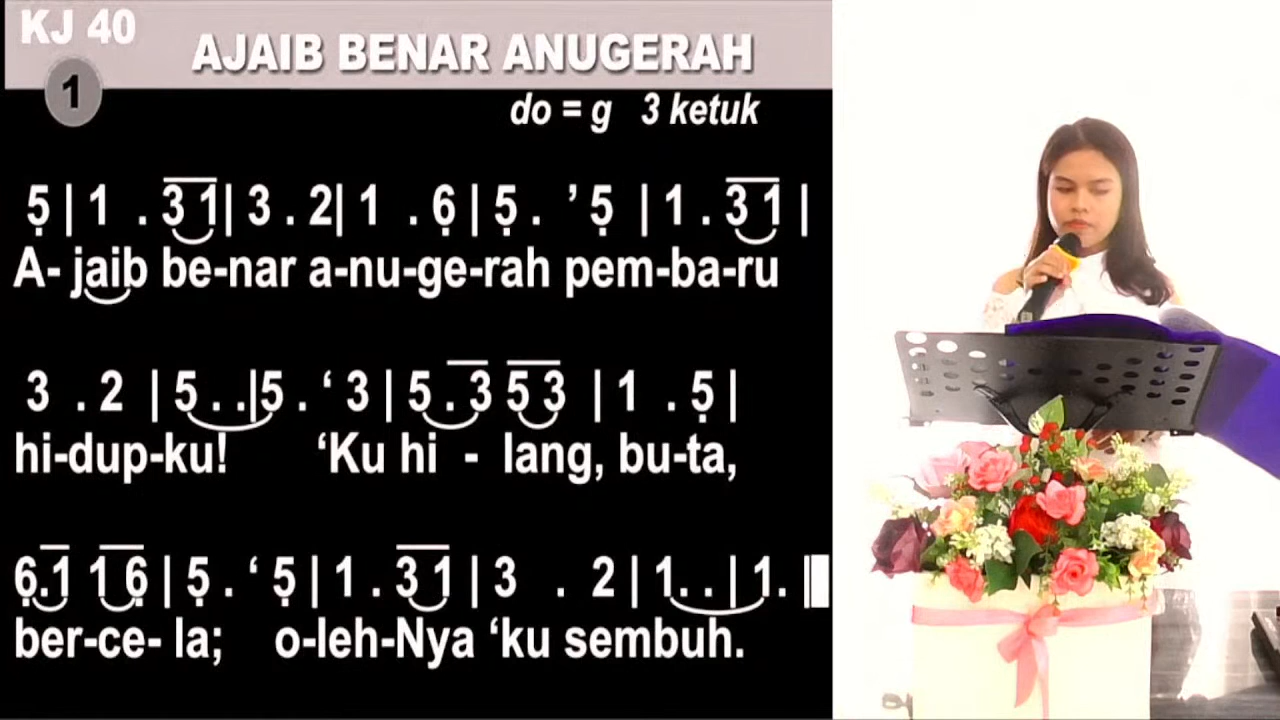 KJ 40
AJAIB BENAR ANUGERAH
1
do = g 3 ketuk
5̣ | 1 . 3 1 | 3 . 2 | 1 . 6̣ | 5̣ . ’ 5̣ | 1 . 3 1 |
A- jaib be-nar a-nu-ge-rah pem-ba-ru
3 . 2 | 5 . . | 5 . ‘ 3 | 5 . 3 5 3 | 1 . 5̣ |
hi-dup-ku! ‘Ku hi - lang, bu-ta,
6̣ . 1 1 6̣ | 5̣ . ‘ 5̣ | 1 . 3 1 | 3 . 2 | 1 . . | 1 .
ber-ce- la; o-leh-Nya ‘ku sembuh.